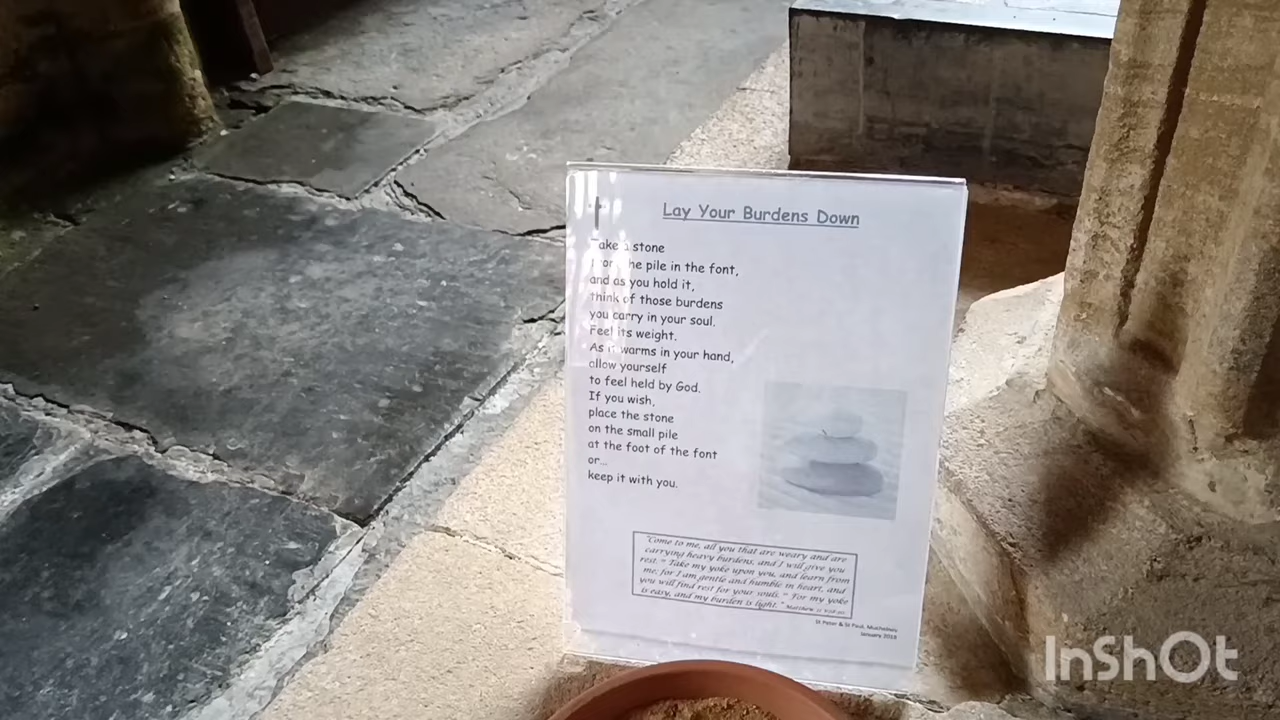 Lay Your Burdens Down
Take a stone
from the pile in the font,
and as you hold it,
think of those burdens
you carry in your soul.
Feel its weight.
As it warms in your hand,
allow yourself
to feel held by God.
If you wish,
place the stone
on the small pile
at the foot of the font
or...
keep it with you.
"Come to me, all you that are weary and are
carrying heavy burdens, and I will give you
rest. Take my yoke upon you, and learn from
me, for I am gentle and humble in heart, and
you will find rest for your souls. For my yoke
is easy, and my burden is light." Matthew
St Peter & St Paul, Muchelney
January 2018
InShOt